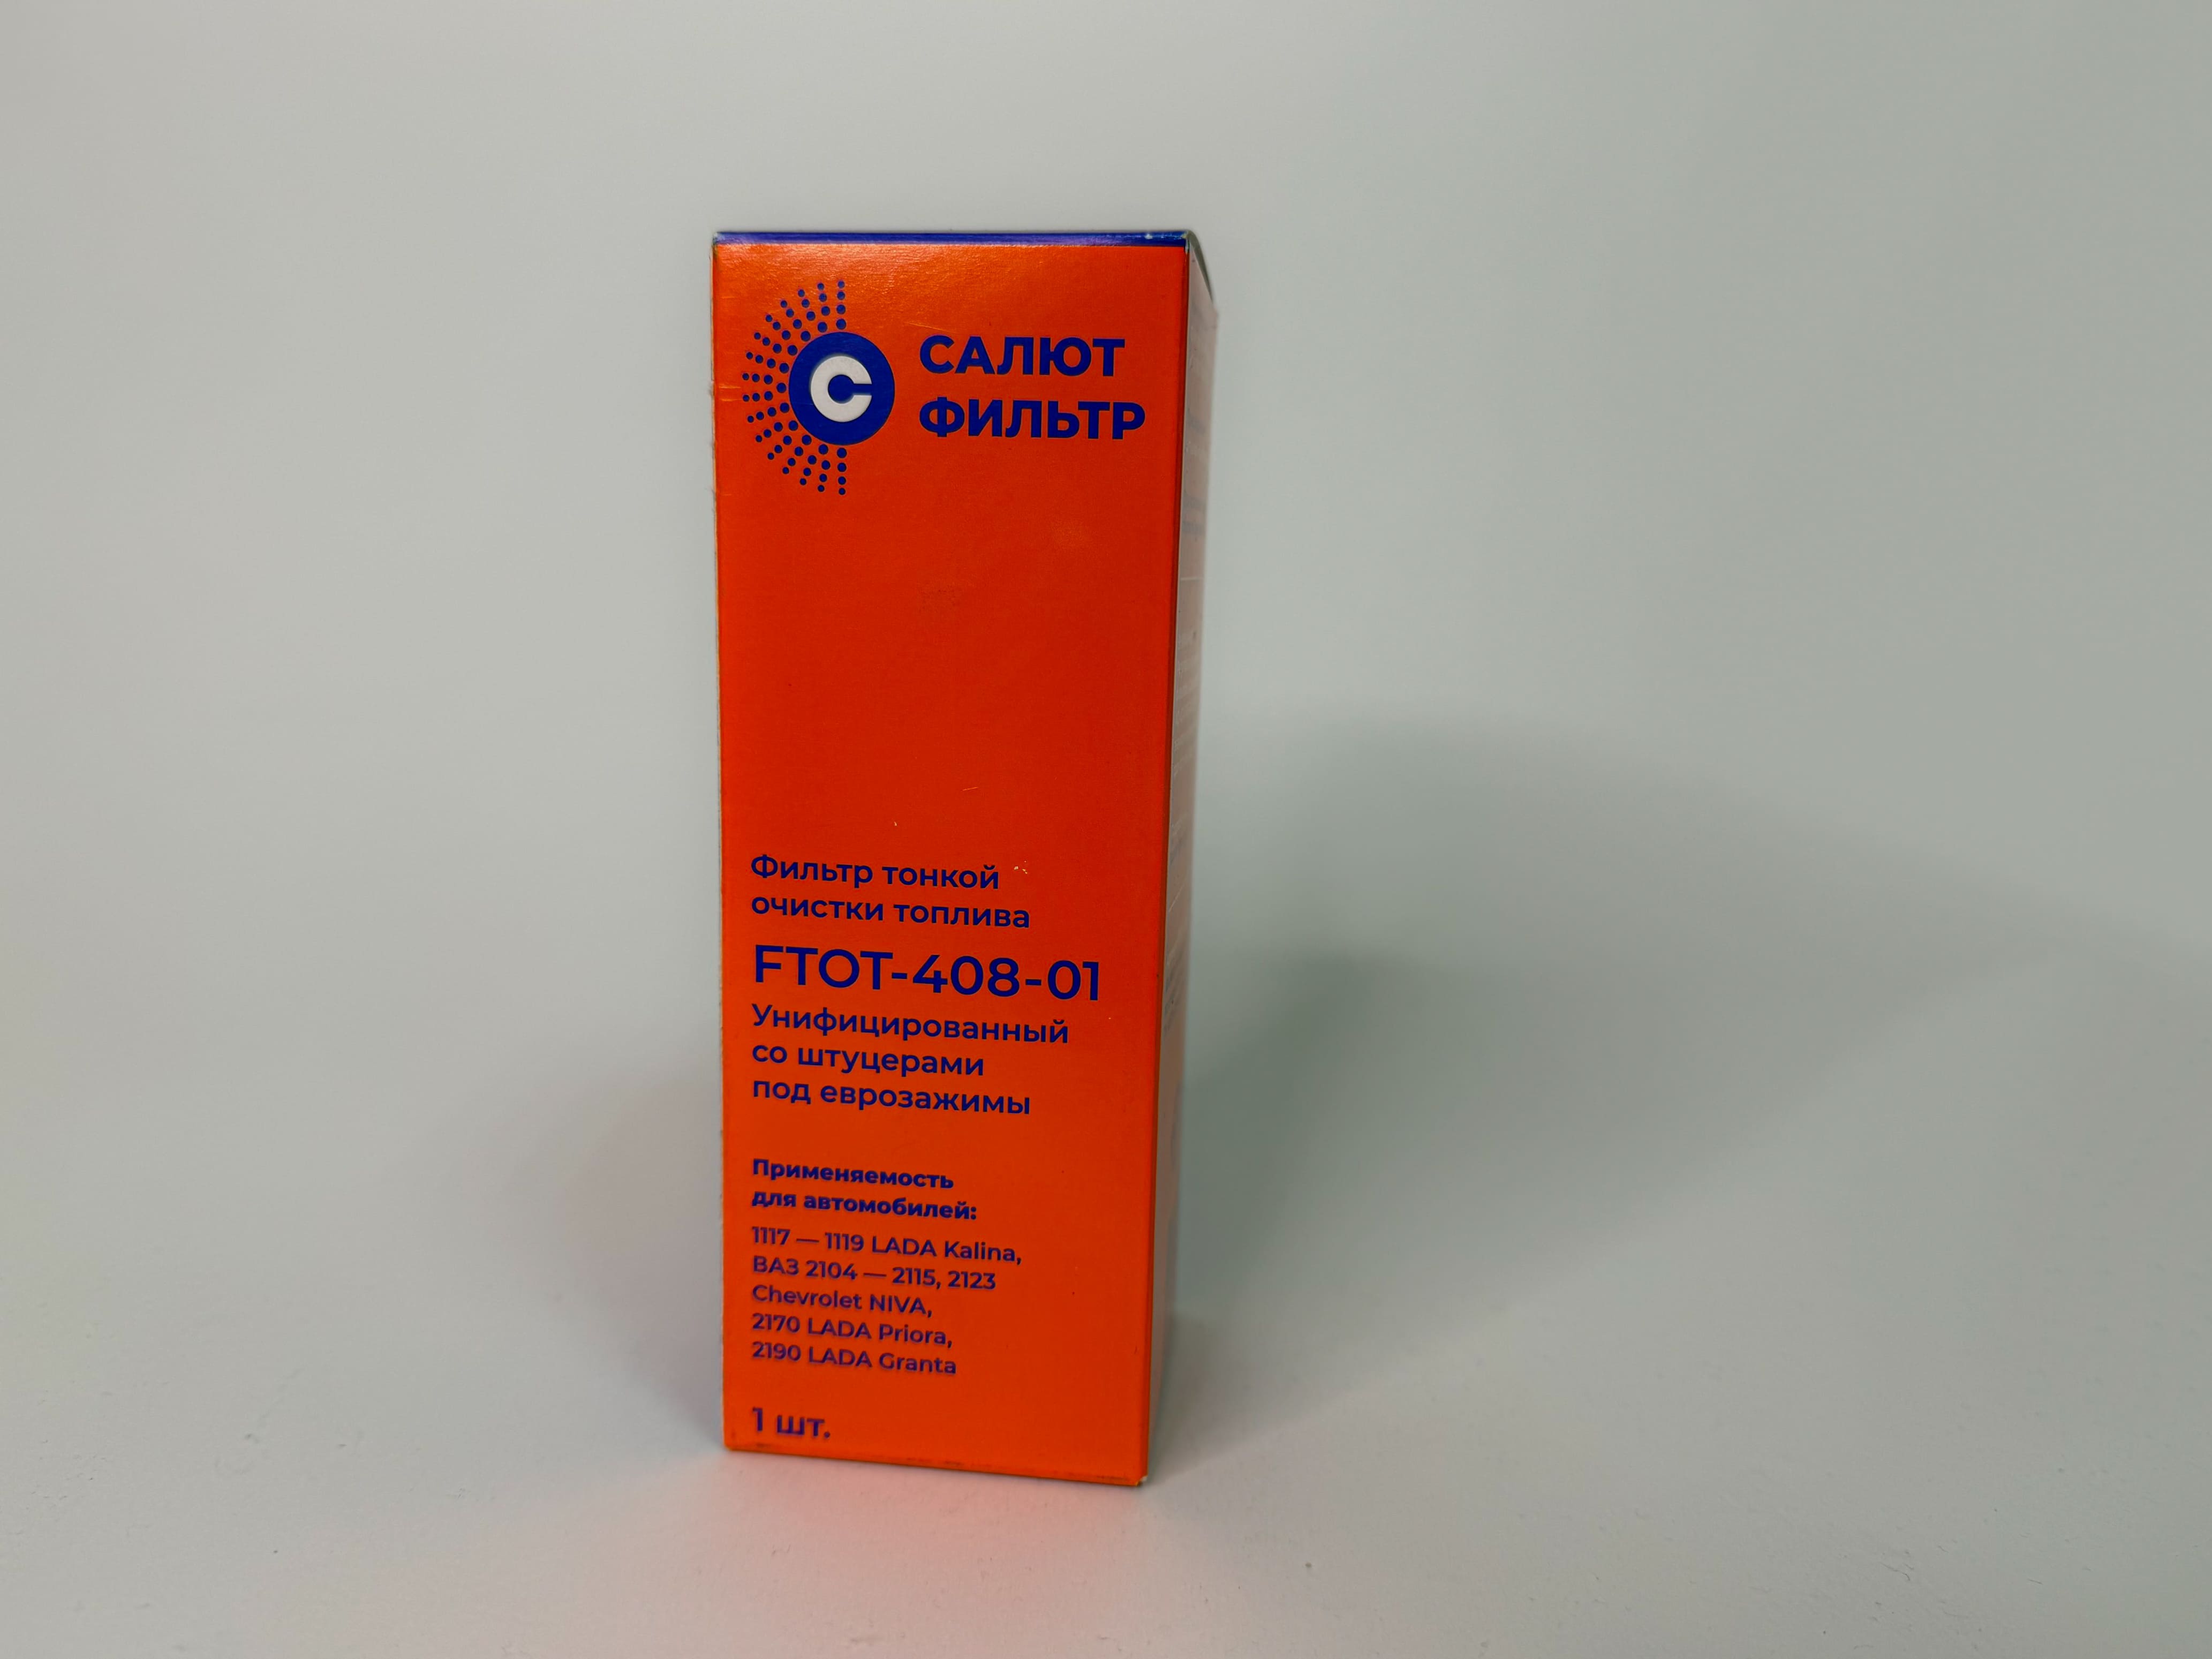 С
САЛЮТ
ФИЛЬТР
Фильтр тонкой
очистки топлива
FTOT-408-01
Унифицированный
со штуцерами
под еврозажимы
Применяемость
для автомобилей:
1117 — 1119 LADA Kalina,
ВАЗ 2104 — 2115, 2123
Chevrolet NIVA,
2170 LADA Priora,
2190 LADA Granta
1 шт.